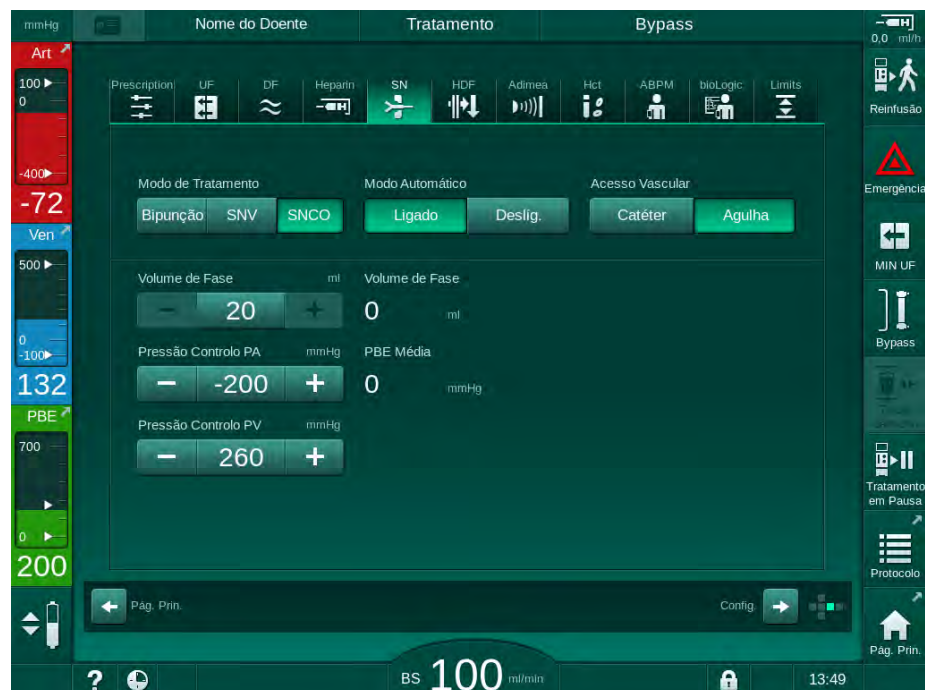 mmHg
Nome do Doente
Tratamento
Bypass
0,0 ml/h
Art
100
0
-400
-72
Ven
500
0
-100
132
PBE
700
0
200
Prescription
UF
DF
Heparin
SN
HDF
Adimea
Hct
ABPM
bioLogic
Limits
Modo de Tratamento
Modo Automático
Acesso Vascular
Bipunção SNV SNCO
Ligado Deslíg.
Catéter Agulha
Volume de Fase ml
Volume de Fase
20
0 ml
Pressão Controlo PA mmHg
PBE Média
-200
0 mmHg
Pressão Controlo PV mmHg
260
Pág. Prin.
Config.
Reinfusão
Emergência
MIN UF
Bypass
Tratamento
em Pausa
Protocolo
Pág. Prin.
?
BS 100 ml/min
13:49